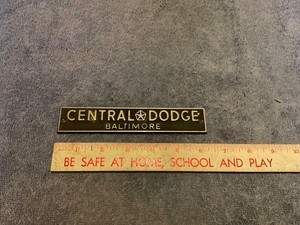 CENTRAL DODGE
BALTIMORE
BE SAFE AT HOME, SCHOOL AND PLAY